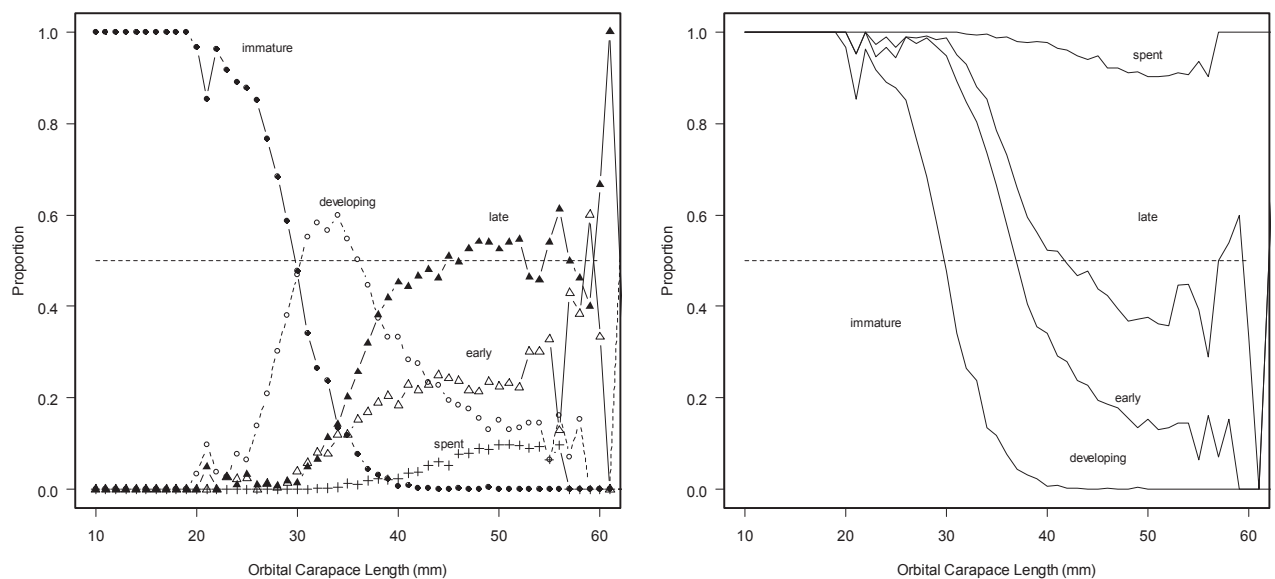 1.0
0.8
0.6
0.4
0.2
0.0
Proportion
immature
developing
late
early
spent
10 20 30 40 50 60
Orbital Carapace Length (mm)
1.0
0.8
0.6
0.4
0.2
0.0
Proportion
spent
late
immature
early
developing
10 20 30 40 50 60
Orbital Carapace Length (mm)